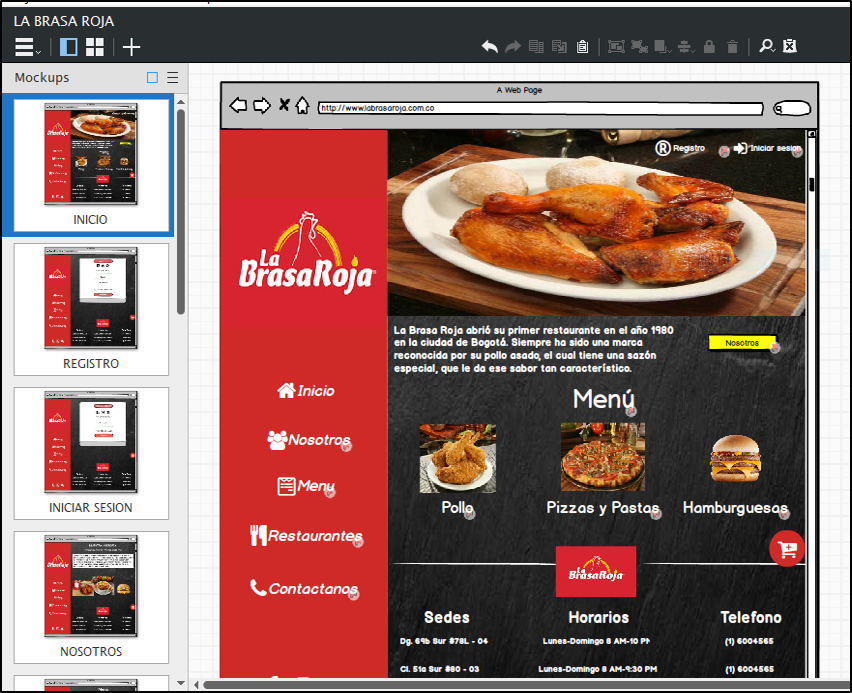 LA BRASA ROJA
Mockups
INICIO
REGISTRO
INICIAR SESION
NOSOTROS
A Web Page
http://www.labrasaroja.com.co
La
BrasaRoja
Inicio
Nosotros
Menu
Restaurantes
Contactanos
R Registro
Iniciar sesion
La Brasa Roja abrió su primer restaurante en el año 1980
en la ciudad de Bogotá. Siempre ha sido una marca
reconocida por su pollo asado, el cual tiene una sazón
especial, que le da ese sabor tan característico.
Nosotros
Menú
Pollo
Pizzas y Pastas
Hamburguesas
La
BrasaRoja
Sedes
Horarios
Telefono
Dg. 69b Sur #78L - 04
Lunes-Domingo 8 AM-10 PM
(1) 6004565
Cl. 51a Sur #80 - 03
Lunes-Domingo 8 AM-9:30 PM
(1) 6004565